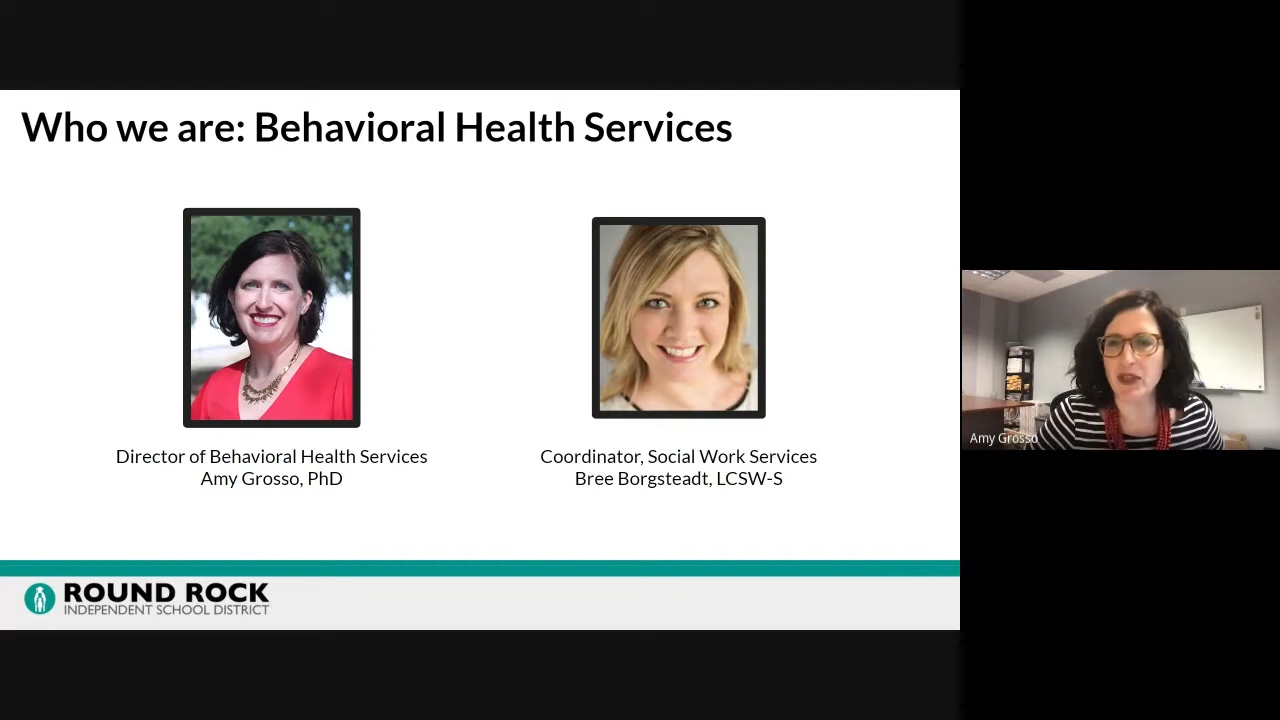 Who we are: Behavioral Health Services
Director of Behavioral Health Services
Amy Grosso, PhD
Coordinator, Social Work Services
Bree Borgsteadt, LCSW-S
Amy Grosso
ROUND ROCK
INDEPENDENT SCHOOL DISTRICT